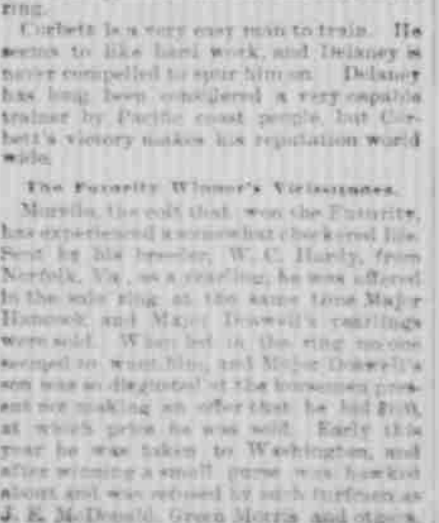 ring.
Corbett is a very easy man to train. He
seems to like hard work, and Delaney is
never compelled to spur him on. Delaney
has long been considered a very capable
trainer by Pacific coast people, but Cor-
bett's victory makes his reputation world
wide.
The Futurity Winner's Vicissitudes.
Morello, the colt that won the Futurity,
has experienced a somewhat checkered life.
Sent by his breeder, W. C. Hardy, from
Norfolk, Va., as a yearling, he was offered
in the sale ring at the same time Major
Hancock and Major Doswell's yearlings
were sold. When led in the ring no one
seemed to want him, and Major Doswell's
son was so disgusted at the horsemen pres-
ent not making an offer that he bid
at which price he was sold. Early this
year he was taken to Washington, and
after winning a small purse was hawked
about and was refused by such turfmen as
J. E. McDonald, Green Morris and others.